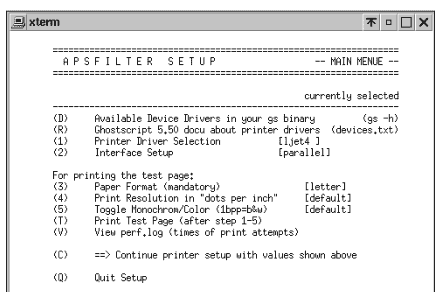 xterm
A P S F I L T E R   S E T U P -- MAIN MENUE --
currently selected
(D) Available Device Drivers in your gs binary (gs -h)
(R) Ghostscript 5.50 docu about printer drivers (devices.txt)
(1) Printer Driver Selection [ljet4 ]
(2) Interface Setup [parallel]
For printing the test page:
(3) Paper Format (mandatory) [letter]
(4) Print Resolution in "dots per inch" [default]
(5) Toggle Monochrom/Color (1bpp=b&w) [default]
(T) Print Test Page (after step 1-5)
(V) View perf.log (times of print attempts)
(C) ==> Continue printer setup with values shown above
(Q) Quit Setup